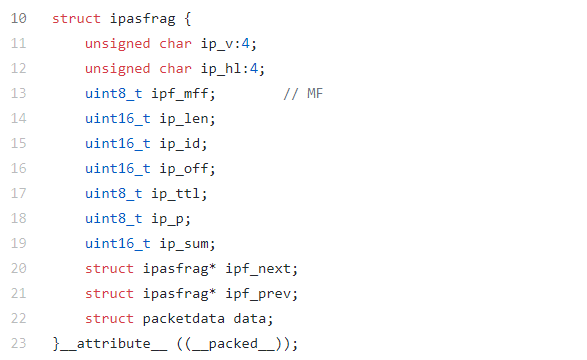 10 struct ipasfrag {
11     unsigned char ip_v:4;
12     unsigned char ip_hl:4;
13     uint8_t ipf_mff;        // MF
14     uint16_t ip_len;
15     uint16_t ip_id;
16     uint16_t ip_off;
17     uint8_t ip_ttl;
18     uint8_t ip_p;
19     uint16_t ip_sum;
20     struct ipasfrag* ipf_next;
21     struct ipasfrag* ipf_prev;
22     struct packetdata data;
23 }__attribute__ ((__packed__));